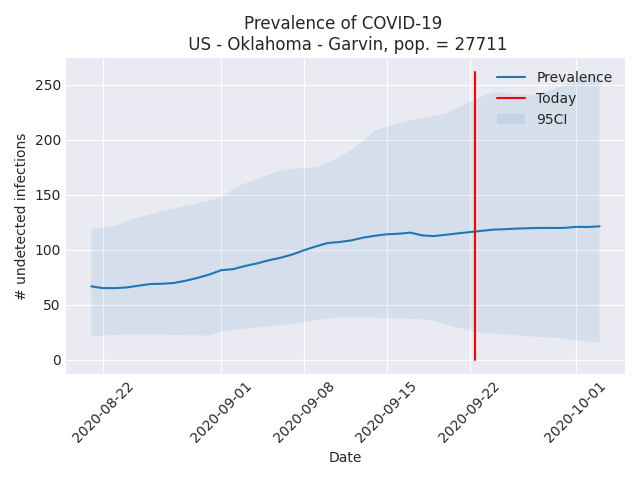 Prevalence of COVID-19
US - Oklahoma - Garvin, pop. = 27711
Prevalence
Today
95CI
# undetected infections
250
200
150
100
50
0
2020-08-22
2020-09-01
2020-09-08
2020-09-15
2020-09-22
2020-10-01
Date